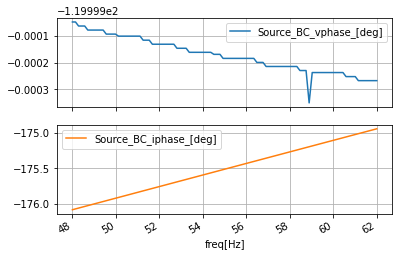 -1.19999e2
−0.0001
−0.0002
−0.0003
Source_BC_vphase_[deg]
−175.0
−175.5
−176.0
Source_BC_iphase_[deg]
48 50 52 54 56 58 60 62
freq[Hz]